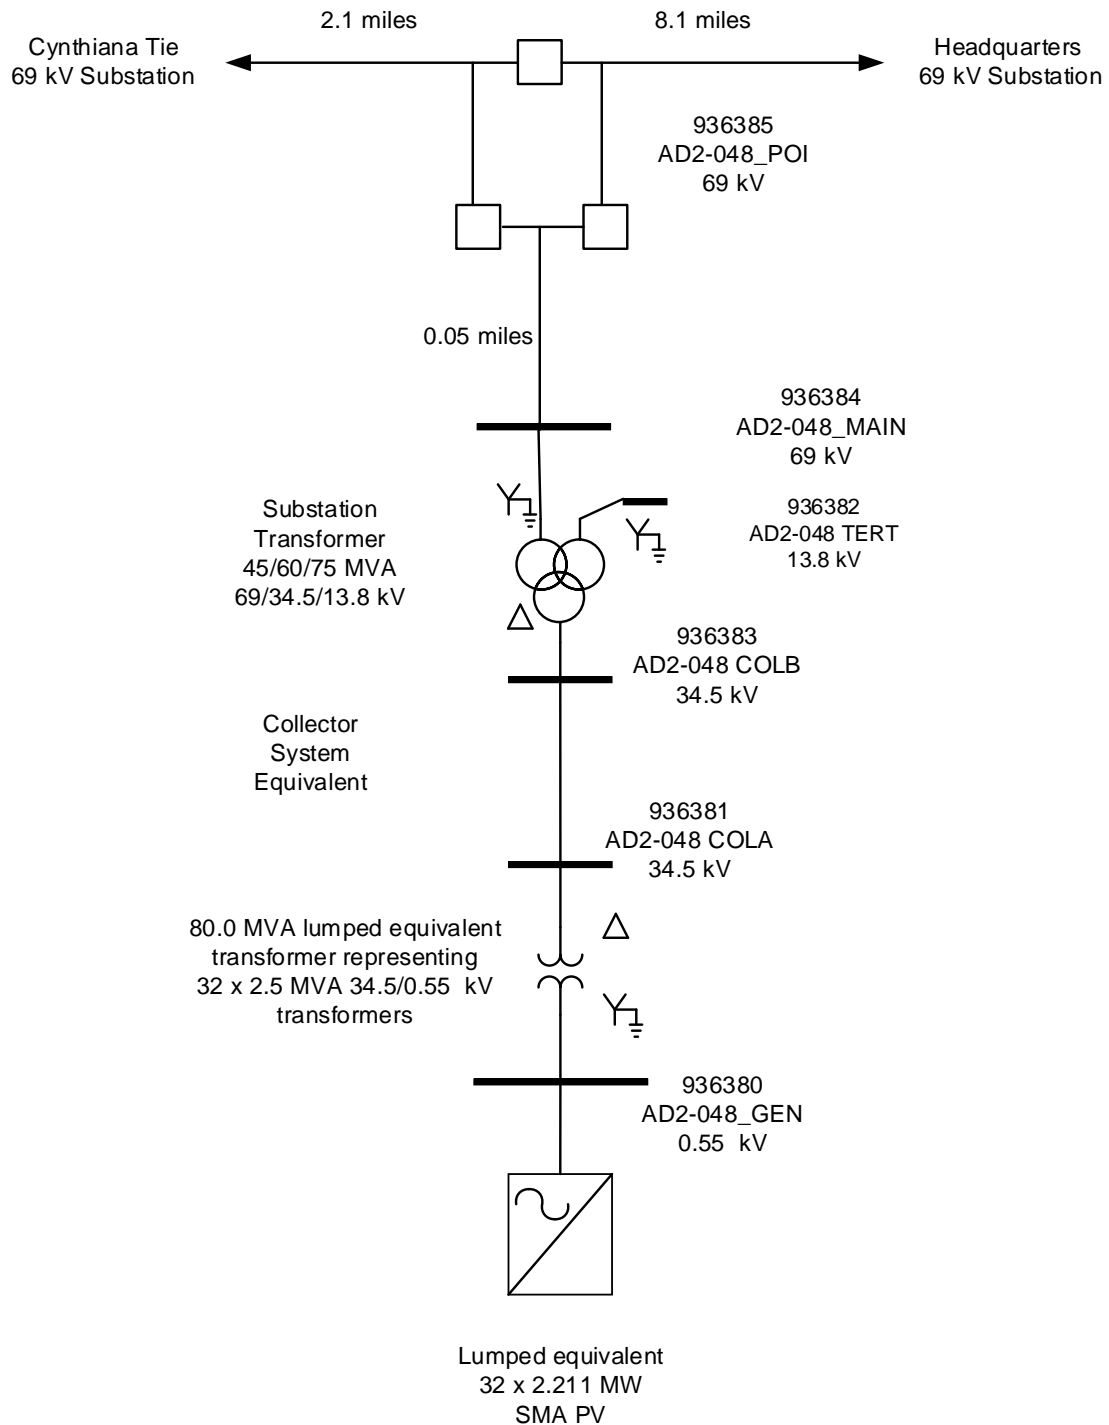 2.1 miles
8.1 miles
Cynthiana Tie
69 kV Substation
Headquarters
69 kV Substation
936385
AD2-048_POI
69 kV
0.05 miles
936384
AD2-048_MAIN
69 kV
Substation
Transformer
45/60/75 MVA
69/34.5/13.8 kV
936382
AD2-048 TERT
13.8 kV
936383
AD2-048 COLB
34.5 kV
Collector
System
Equivalent
936381
AD2-048 COLA
34.5 kV
80.0 MVA lumped equivalent
transformer representing
32 x 2.5 MVA 34.5/0.55  kV
transformers
936380
AD2-048_GEN
0.55  kV
Lumped equivalent
32 x 2.211 MW
SMA PV